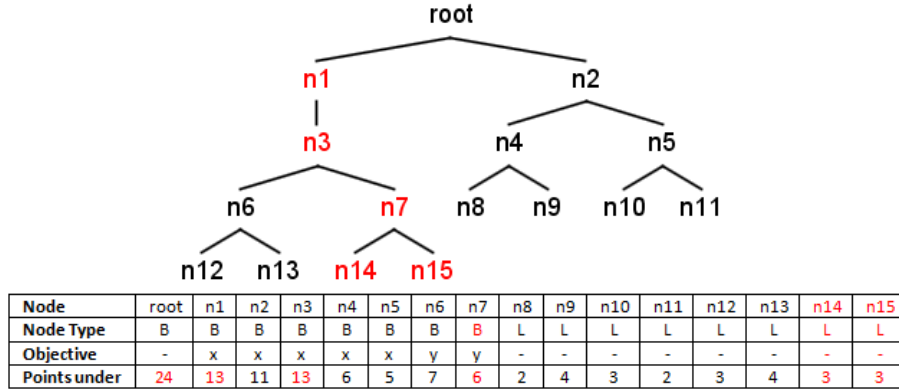 root
n1 n2
n3 n4 n5
n6 n7 n8 n9 n10 n11
n12 n13 n14 n15
Node root n1 n2 n3 n4 n5 n6 n7 n8 n9 n10 n11 n12 n13 n14 n15
Node Type B B B B B B B B L L L L L L L L
Objective - x x x x x y y - - - - - - - -
Points under 24 13 11 13 6 5 7 6 2 4 3 2 3 4 3 3